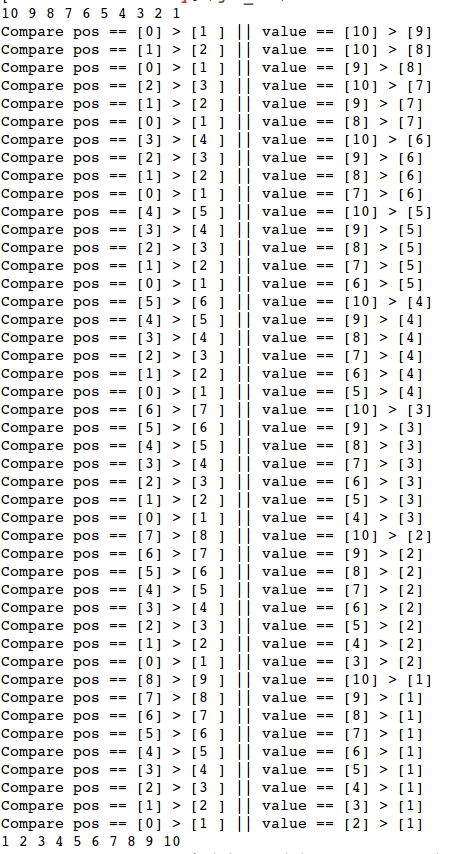 10 9 8 7 6 5 4 3 2 1
Compare pos == [0] > [1 ] || value == [10] > [9]
Compare pos == [1] > [2 ] || value == [10] > [8]
Compare pos == [0] > [1 ] || value == [9] > [8]
Compare pos == [2] > [3 ] || value == [10] > [7]
Compare pos == [1] > [2 ] || value == [9] > [7]
Compare pos == [0] > [1 ] || value == [8] > [7]
Compare pos == [3] > [4 ] || value == [10] > [6]
Compare pos == [2] > [3 ] || value == [9] > [6]
Compare pos == [1] > [2 ] || value == [8] > [6]
Compare pos == [0] > [1 ] || value == [7] > [6]
Compare pos == [4] > [5 ] || value == [10] > [5]
Compare pos == [3] > [4 ] || value == [9] > [5]
Compare pos == [2] > [3 ] || value == [8] > [5]
Compare pos == [1] > [2 ] || value == [7] > [5]
Compare pos == [0] > [1 ] || value == [6] > [5]
Compare pos == [5] > [6 ] || value == [10] > [4]
Compare pos == [4] > [5 ] || value == [9] > [4]
Compare pos == [3] > [4 ] || value == [8] > [4]
Compare pos == [2] > [3 ] || value == [7] > [4]
Compare pos == [1] > [2 ] || value == [6] > [4]
Compare pos == [0] > [1 ] || value == [5] > [4]
Compare pos == [6] > [7 ] || value == [10] > [3]
Compare pos == [5] > [6 ] || value == [9] > [3]
Compare pos == [4] > [5 ] || value == [8] > [3]
Compare pos == [3] > [4 ] || value == [7] > [3]
Compare pos == [2] > [3 ] || value == [6] > [3]
Compare pos == [1] > [2 ] || value == [5] > [3]
Compare pos == [0] > [1 ] || value == [4] > [3]
Compare pos == [7] > [8 ] || value == [10] > [2]
Compare pos == [6] > [7 ] || value == [9] > [2]
Compare pos == [5] > [6 ] || value == [8] > [2]
Compare pos == [4] > [5 ] || value == [7] > [2]
Compare pos == [3] > [4 ] || value == [6] > [2]
Compare pos == [2] > [3 ] || value == [5] > [2]
Compare pos == [1] > [2 ] || value == [4] > [2]
Compare pos == [0] > [1 ] || value == [3] > [2]
Compare pos == [8] > [9 ] || value == [10] > [1]
Compare pos == [7] > [8 ] || value == [9] > [1]
Compare pos == [6] > [7 ] || value == [8] > [1]
Compare pos == [5] > [6 ] || value == [7] > [1]
Compare pos == [4] > [5 ] || value == [6] > [1]
Compare pos == [3] > [4 ] || value == [5] > [1]
Compare pos == [2] > [3 ] || value == [4] > [1]
Compare pos == [1] > [2 ] || value == [3] > [1]
Compare pos == [0] > [1 ] || value == [2] > [1]
1 2 3 4 5 6 7 8 9 10